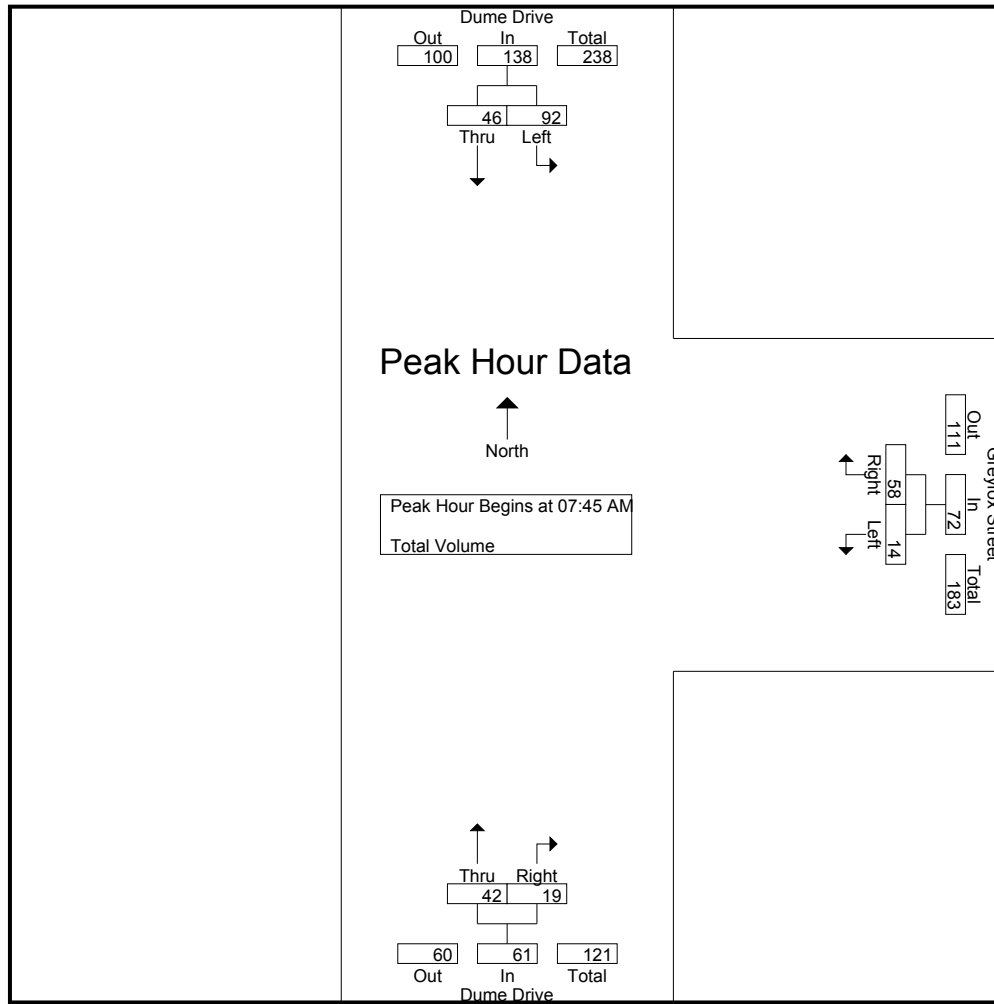 Dume Drive
Out In Total
100 138 238
46 92
Thru Left
Peak Hour Data
North
Peak Hour Begins at 07:45 AM
Total Volume
Greyfox Street
Out In Total
111 72 183
58 14
Right Left
Thru Right
42 19
60 61 121
Out In Total
Dume Drive